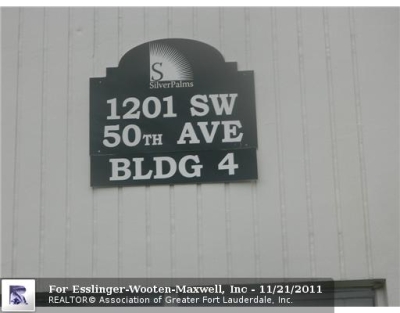 S
SilverPalms
1201 SW
50TH AVE
BLDG 4
For Esslinger-Wooten-Maxwell, Inc - 11/21/2011
REALTOR© Association of Greater Fort Lauderdale, Inc.